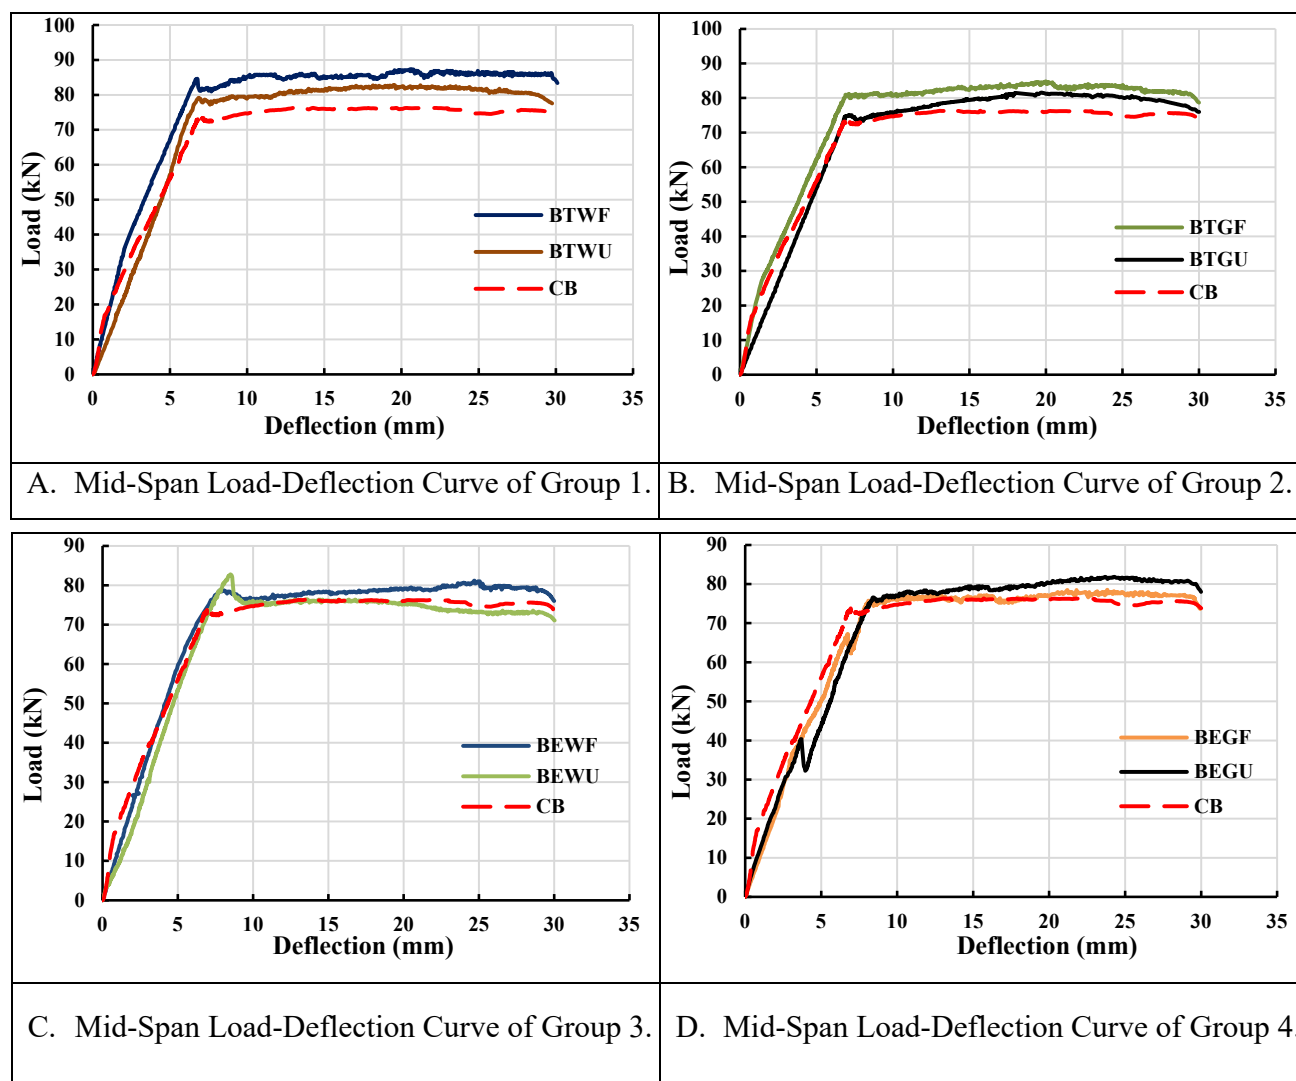 100
90
80
70
60
50
40
30
20
10
0
Load (kN)
BTWF
BTWU
CB
0 5 10 15 20 25 30 35
Deflection (mm)
A. Mid-Span Load-Deflection Curve of Group 1.
100
90
80
70
60
50
40
30
20
10
0
Load (kN)
BTGF
BTGU
CB
0 5 10 15 20 25 30 35
Deflection (mm)
B. Mid-Span Load-Deflection Curve of Group 2.
90
80
70
60
50
40
30
20
10
0
Load (kN)
BEWF
BEWU
CB
0 5 10 15 20 25 30 35
Deflection (mm)
C. Mid-Span Load-Deflection Curve of Group 3.
90
80
70
60
50
40
30
20
10
0
Load (kN)
BEGF
BEGU
CB
0 5 10 15 20 25 30 35
Deflection (mm)
D. Mid-Span Load-Deflection Curve of Group 4.